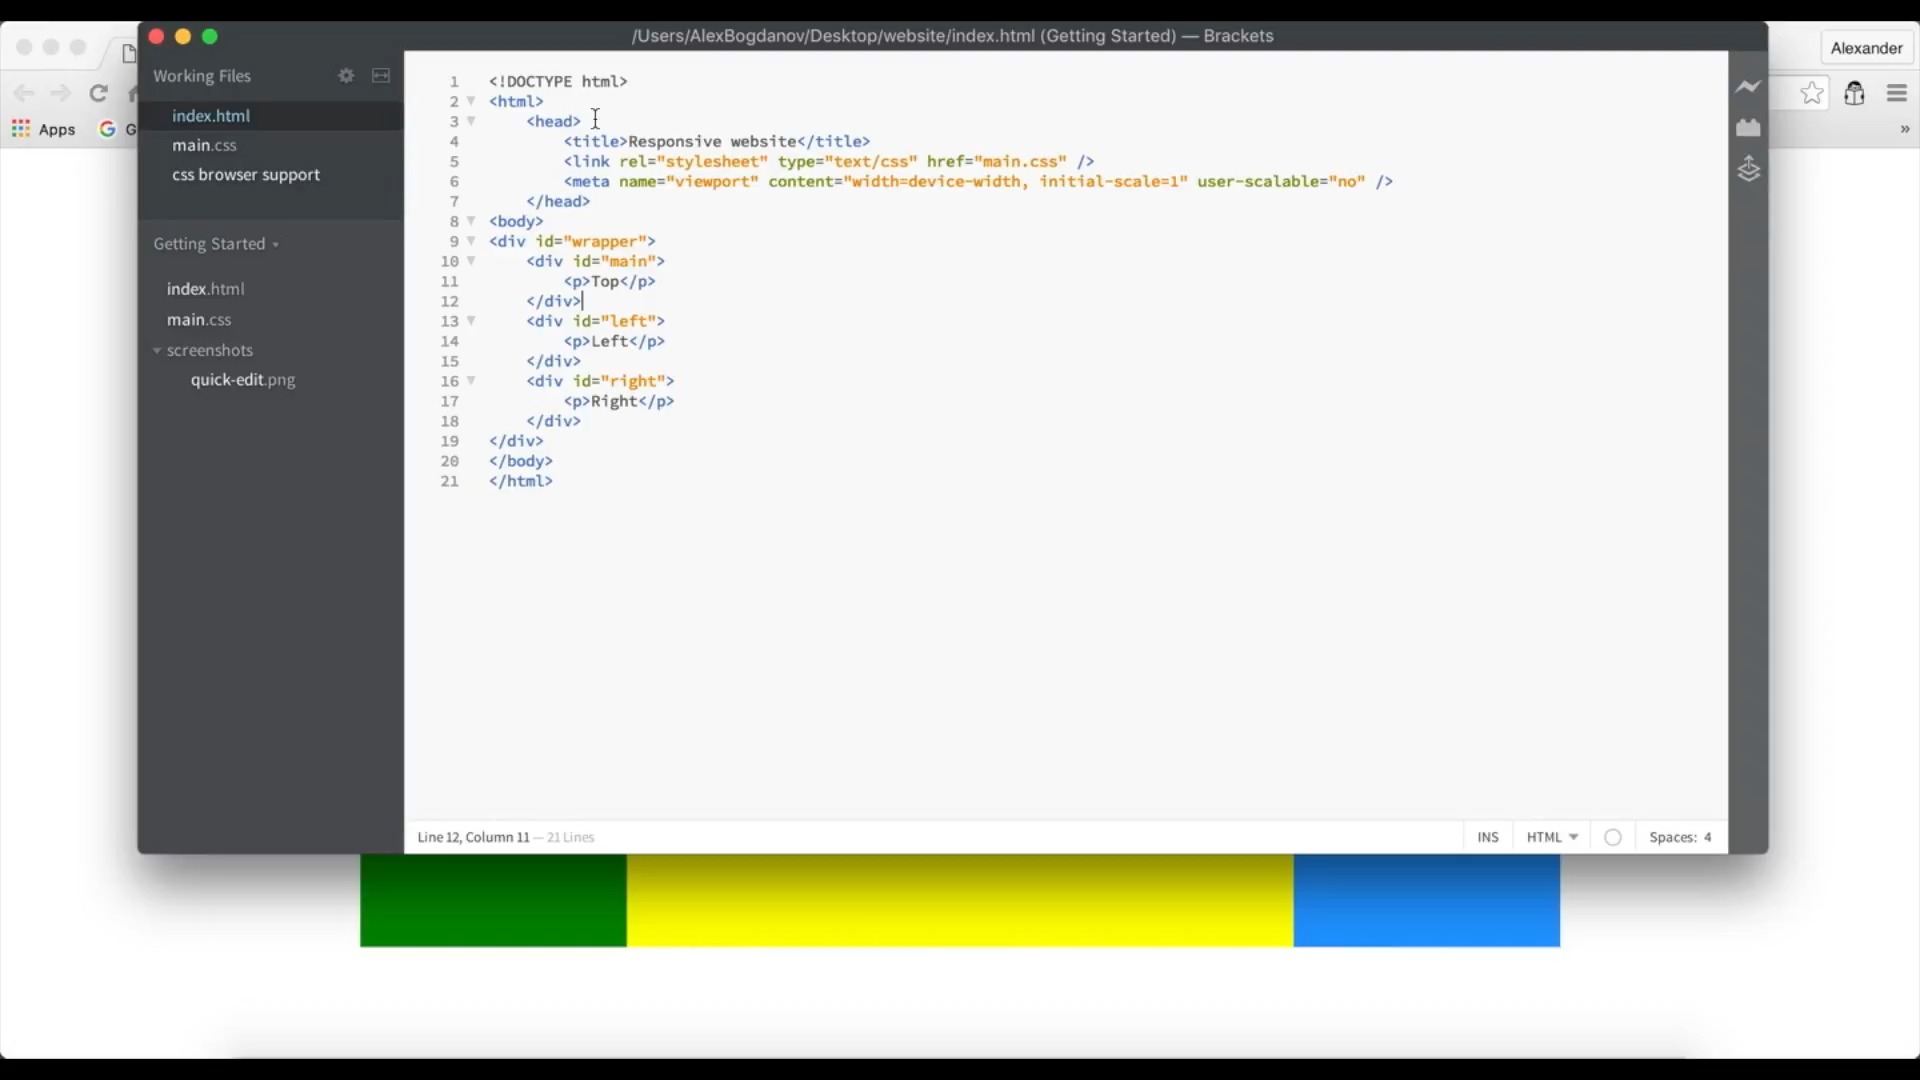 /Users/AlexBogdanov/Desktop/website/index.html (Getting Started) — Brackets
Alexander
Apps
G
Working Files
index.html
main.css
css browser support
Getting Started
index.html
main.css
screenshots
quick-edit.png
1 <!DOCTYPE html>
2 <html>
3 <head>
4 <title>Responsive website</title>
5 <link rel="stylesheet" type="text/css" href="main.css" />
6 <meta name="viewport" content="width=device-width, initial-scale=1" user-scalable="no" />
7 </head>
8 <body>
9 <div id="wrapper">
10 <div id="main">
11 <p>Top</p>
12 </div>
13 <div id="left">
14 <p>Left</p>
15 </div>
16 <div id="right">
17 <p>Right</p>
18 </div>
19 </div>
20 </body>
21 </html>
Line 12, Column 11 — 21 Lines
INS HTML Spaces: 4